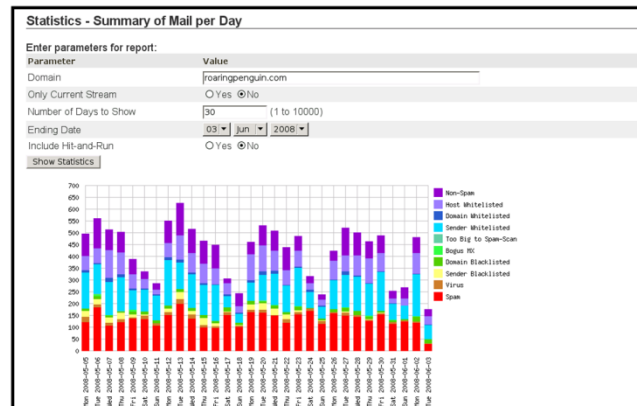 Statistics - Summary of Mail per Day
Enter parameters for report:
Parameter Value
Domain roaringpenguin.com
Only Current Stream Yes No
Number of Days to Show 30 (1 to 10000)
Ending Date 03 Jun 2008
Include Hit-and-Run Yes No
Show Statistics
700
650
600
550
500
450
400
350
300
250
200
150
100
50
0
Non-Spam
Host Whitelisted
Domain Whitelisted
Sender Whitelisted
Too Big to Spam-Scan
Bogus MX
Domain Blacklisted
Sender Blacklisted
Virus
Spam
Mon 2008-05-05
Tue 2008-05-06
Wed 2008-05-07
Thu 2008-05-08
Fri 2008-05-09
Sat 2008-05-10
Sun 2008-05-11
Mon 2008-05-12
Tue 2008-05-13
Wed 2008-05-14
Thu 2008-05-15
Fri 2008-05-16
Sat 2008-05-17
Sun 2008-05-18
Mon 2008-05-19
Tue 2008-05-20
Wed 2008-05-21
Thu 2008-05-22
Fri 2008-05-23
Sat 2008-05-24
Sun 2008-05-25
Mon 2008-05-26
Tue 2008-05-27
Wed 2008-05-28
Thu 2008-05-29
Fri 2008-05-30
Sat 2008-05-31
Sun 2008-06-01
Mon 2008-06-02
Tue 2008-06-03